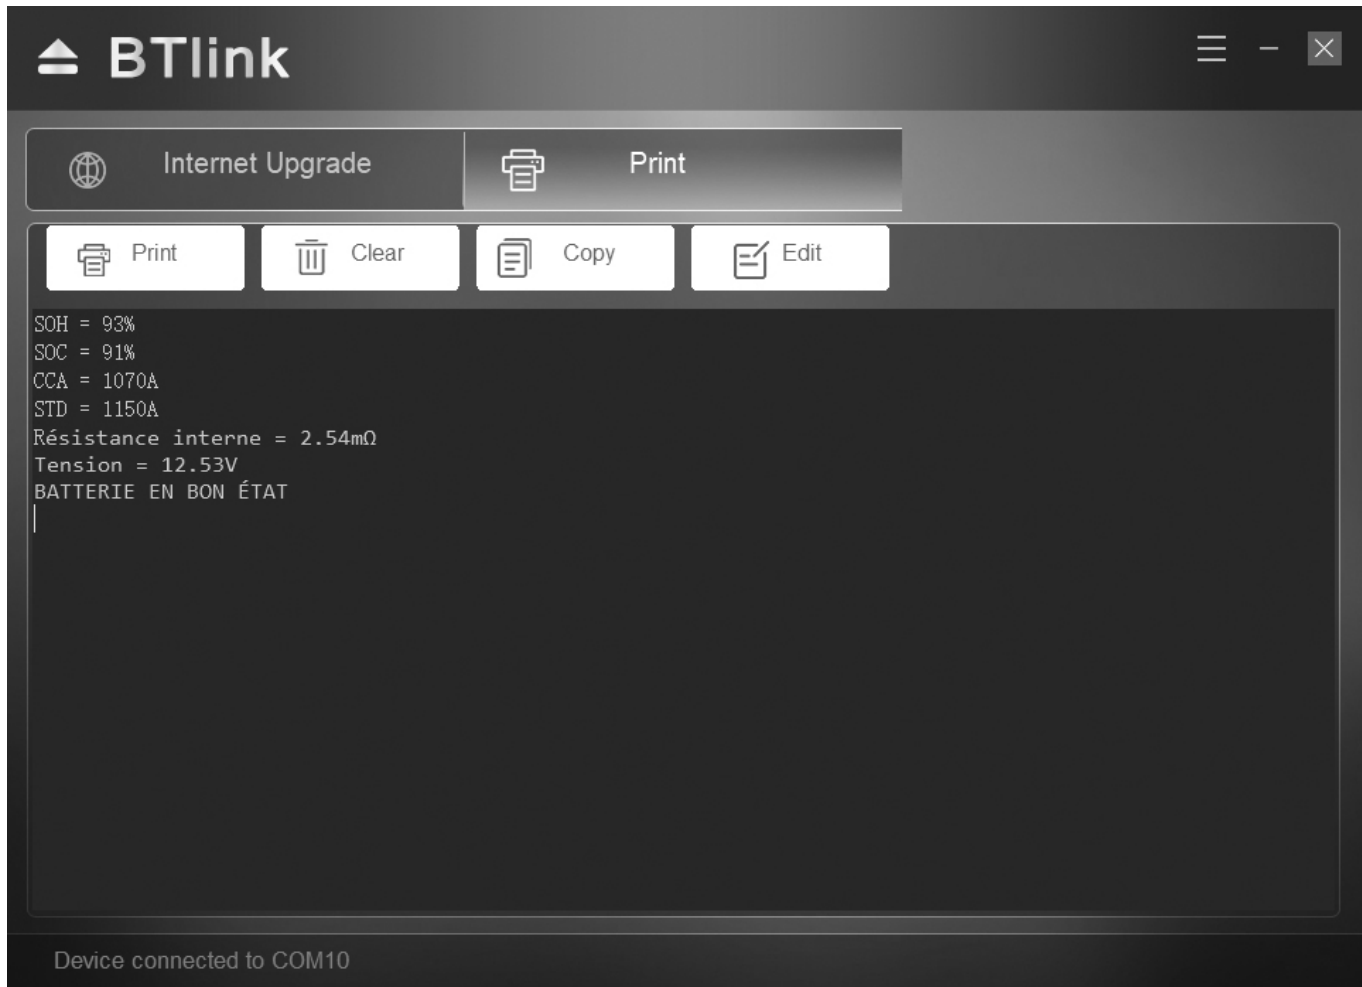 BTlink
Internet Upgrade
Print
Print
Clear
Copy
Edit
SOH = 93%
SOC = 91%
CCA = 1070A
STD = 1150A
Résistance interne = 2.54mΩ
Tension = 12.53V
BATTERIE EN BON ÉTAT
Device connected to COM10